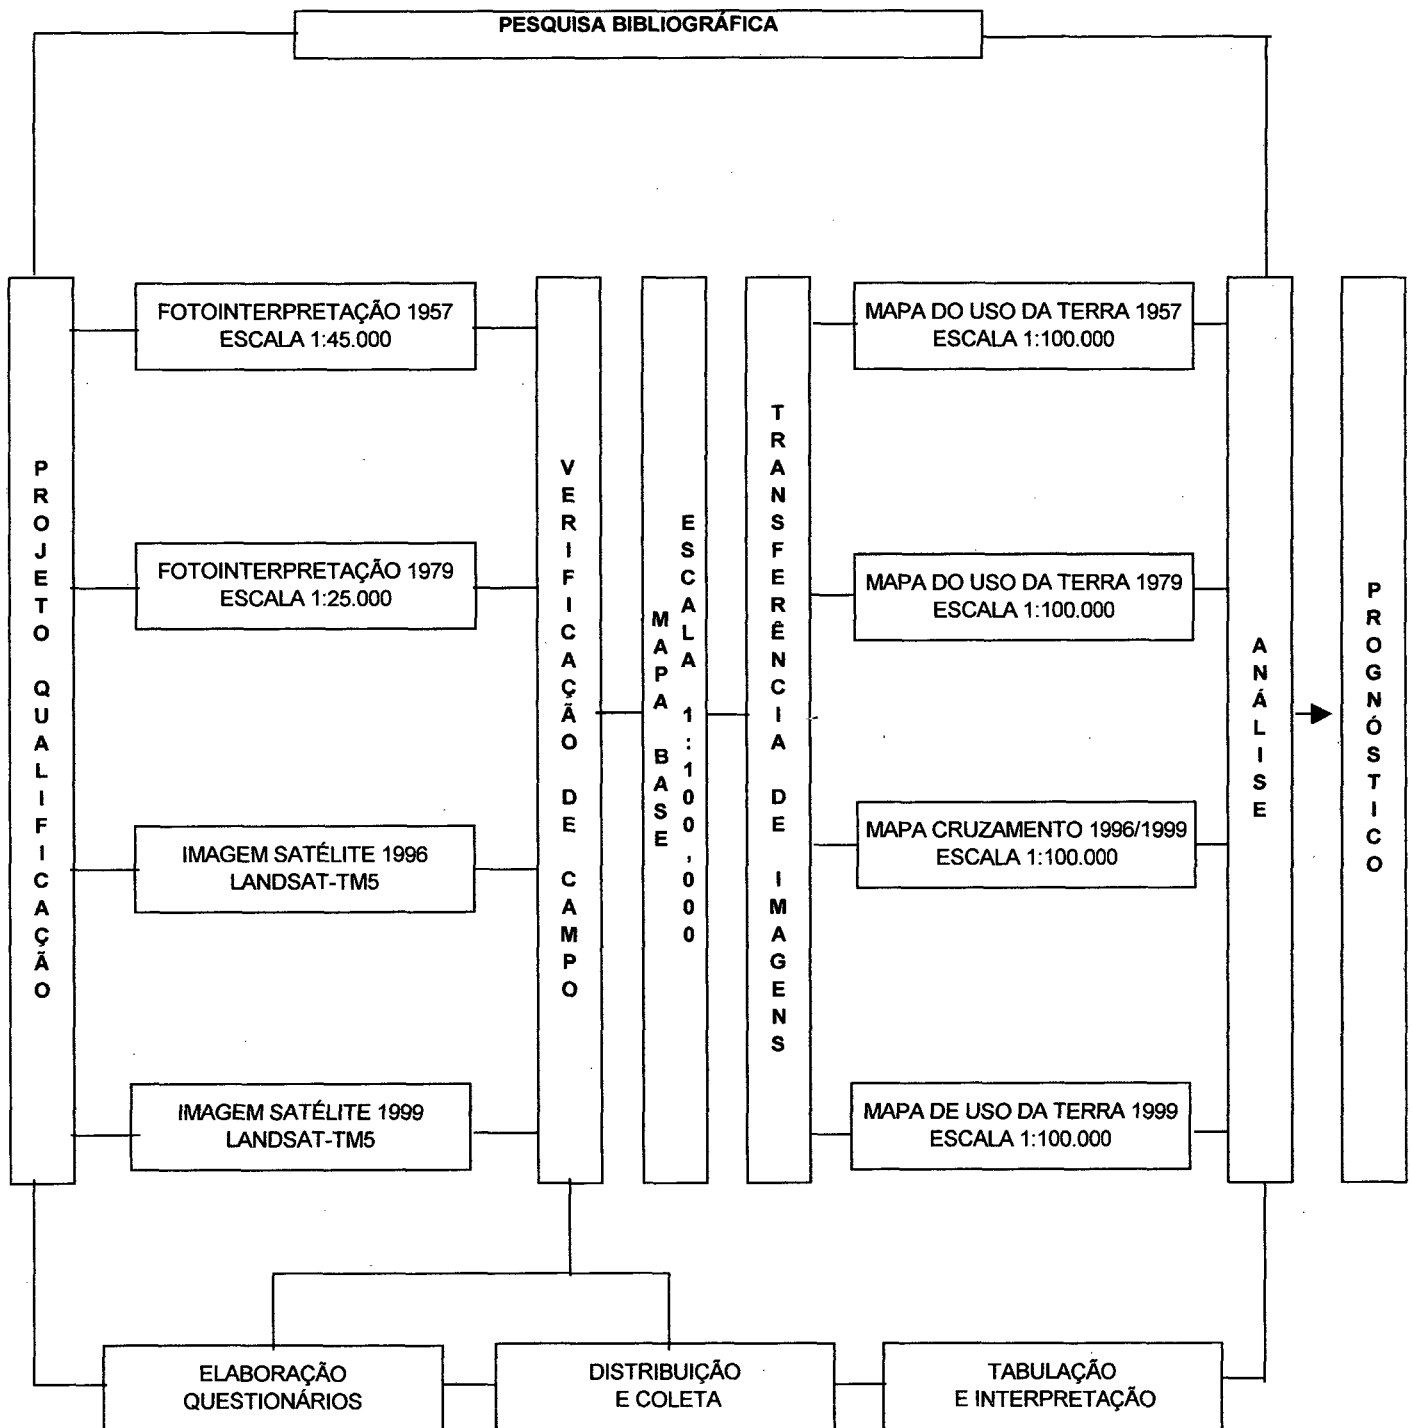 PESQUISA BIBLIOGRÁFICA
PROJETO QUALIFICAÇÃO
FOTOINTERPRETAÇÃO 1957
ESCALA 1:45.000
FOTOINTERPRETAÇÃO 1979
ESCALA 1:25.000
IMAGEM SATÉLITE 1996
LANDSAT-TM5
IMAGEM SATÉLITE 1999
LANDSAT-TM5
VERIFICAÇÃO DE CAMPO
MAPA BASE
ESCALA 1:100,000
TRANSFERÊNCIA DE IMAGENS
MAPA DO USO DA TERRA 1957
ESCALA 1:100.000
MAPA DO USO DA TERRA 1979
ESCALA 1:100.000
MAPA CRUZAMENTO 1996/1999
ESCALA 1:100.000
MAPA DE USO DA TERRA 1999
ESCALA 1:100.000
ANÁLISE
PROGNÓSTICO
ELABORAÇÃO
QUESTIONÁRIOS
DISTRIBUIÇÃO
E COLETA
TABULAÇÃO
E INTERPRETAÇÃO